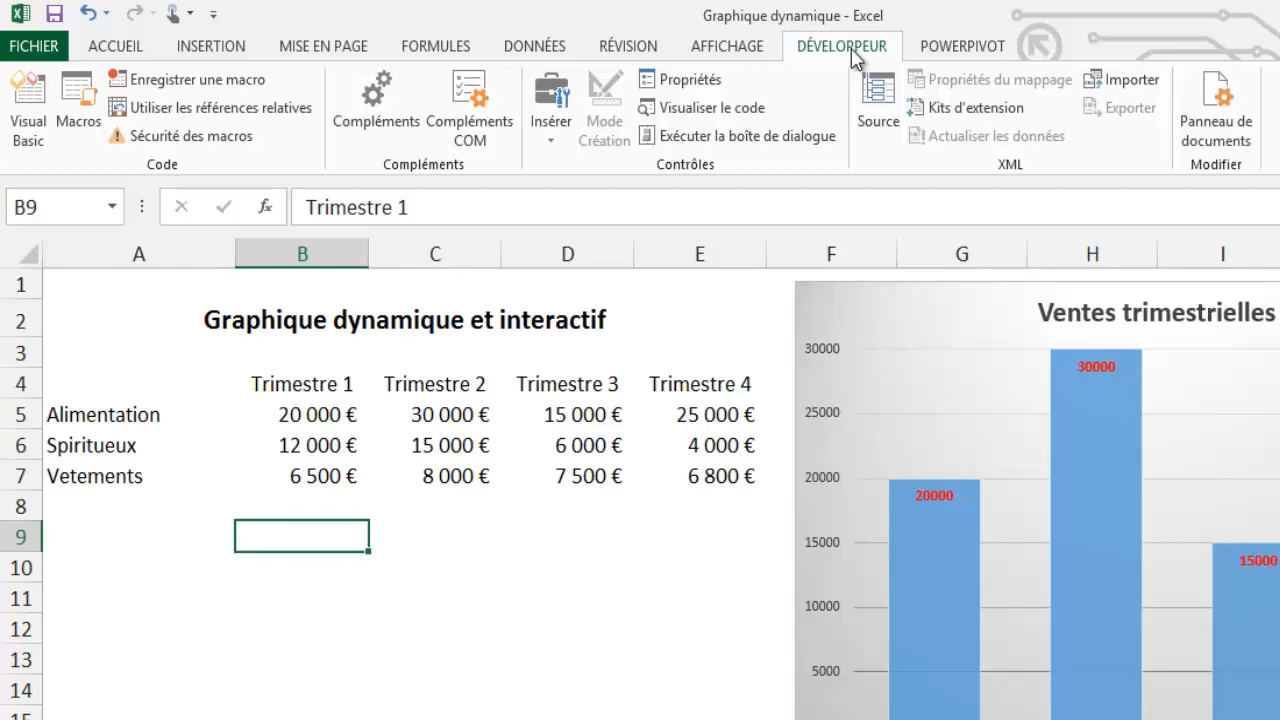 Graphique dynamique - Excel
FICHIER ACCUEIL INSERTION MISE EN PAGE FORMULES DONNÉES RÉVISION AFFICHAGE DÉVELOPPEUR POWERPIVOT
Visual Basic
Macros
Enregistrer une macro
Utiliser les références relatives
Sécurité des macros
Code
Compléments
Compléments COM
Compléments
Insérer
Mode Création
Propriétés
Visualiser le code
Exécuter la boîte de dialogue
Contrôles
Source
Propriétés du mappage
Kits d'extension
Actualiser les données
Importer
Exporter
XML
Panneau de documents
Modifier
B9 fx Trimestre 1
A B C D E F G H I
1
2 Graphique dynamique et interactif
3
4 Trimestre 1 Trimestre 2 Trimestre 3 Trimestre 4
5 Alimentation 20 000 € 30 000 € 15 000 € 25 000 €
6 Spiritueux 12 000 € 15 000 € 6 000 € 4 000 €
7 Vetements 6 500 € 8 000 € 7 500 € 6 800 €
8
9
10
11
12
13
14
15
Ventes trimestrielles
30000
25000
20000
15000
10000
5000
20000
30000
15000